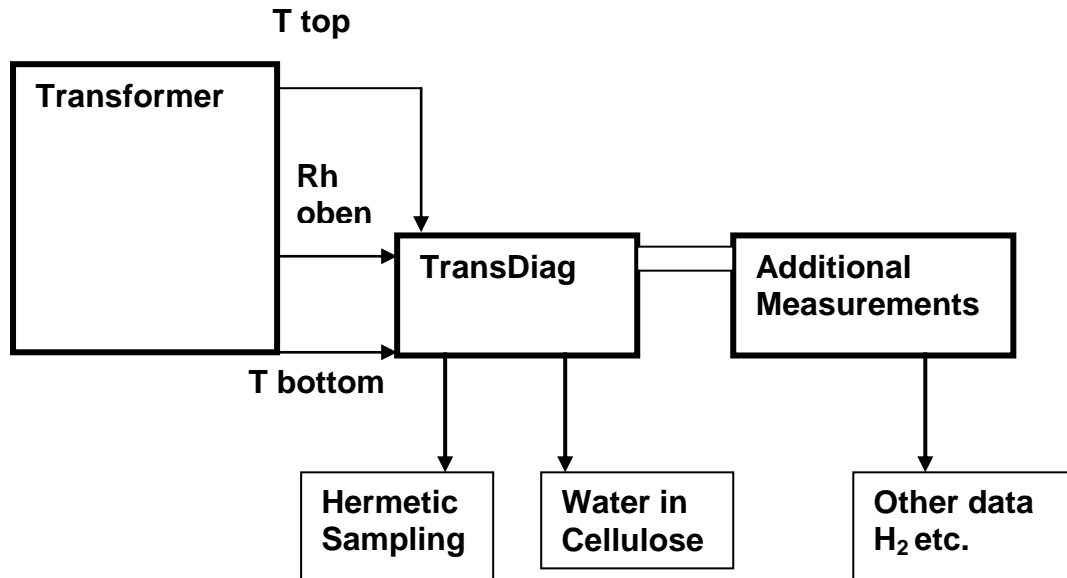 T top
Transformer
Rh
oben
TransDiag
Additional
Measurements
T bottom
Hermetic
Sampling
Water in
Cellulose
Other data
H₂ etc.